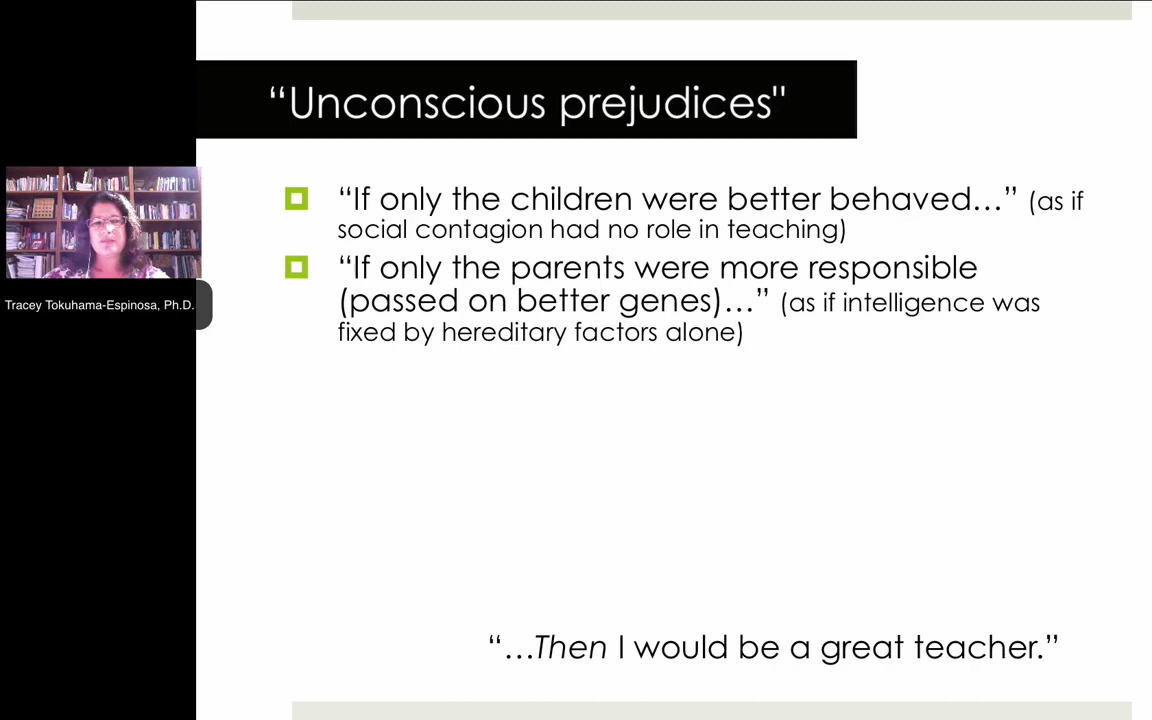 “Unconscious prejudices"
“If only the children were better behaved…” (as if
social contagion had no role in teaching)
“If only the parents were more responsible
(passed on better genes)…” (as if intelligence was
fixed by hereditary factors alone)
Tracey Tokuhama-Espinosa, Ph.D.
“…Then I would be a great teacher.”